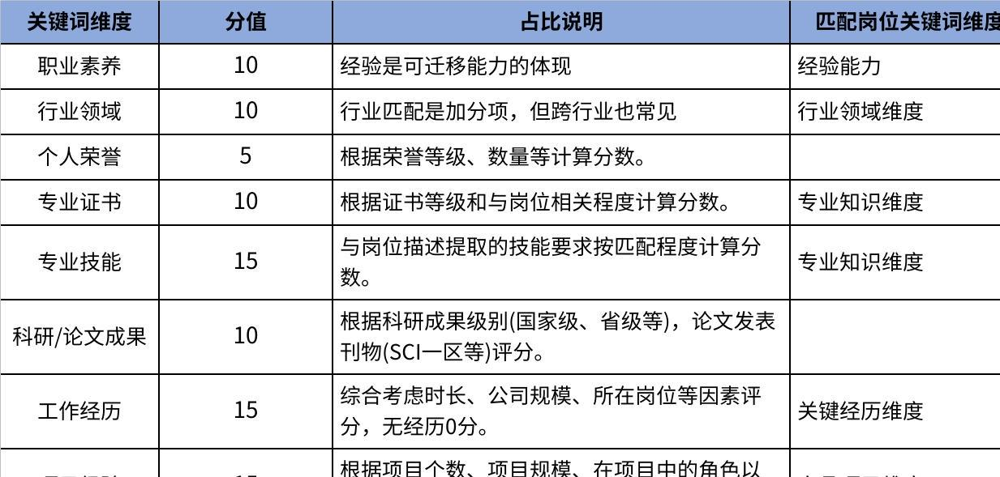 关键词维度 分值 占比说明 匹配岗位关键词维度
职业素养 10 经验是可迁移能力的体现 经验能力
行业领域 10 行业匹配是加分项，但跨行业也常见 行业领域维度
个人荣誉 5 根据荣誉等级、数量等计算分数。
专业证书 10 根据证书等级和与岗位相关程度计算分数。 专业知识维度
专业技能 15 与岗位描述提取的技能要求按匹配程度计算分
数。 专业知识维度
科研/论文成果 10 根据科研成果级别(国家级、省级等)，论文发表
刊物(SCI一区等)评分。
工作经历 15 综合考虑时长、公司规模、所在岗位等因素评
分，无经历0分。 关键经历维度
根据项目个数、项目规模、在项目中的角色以